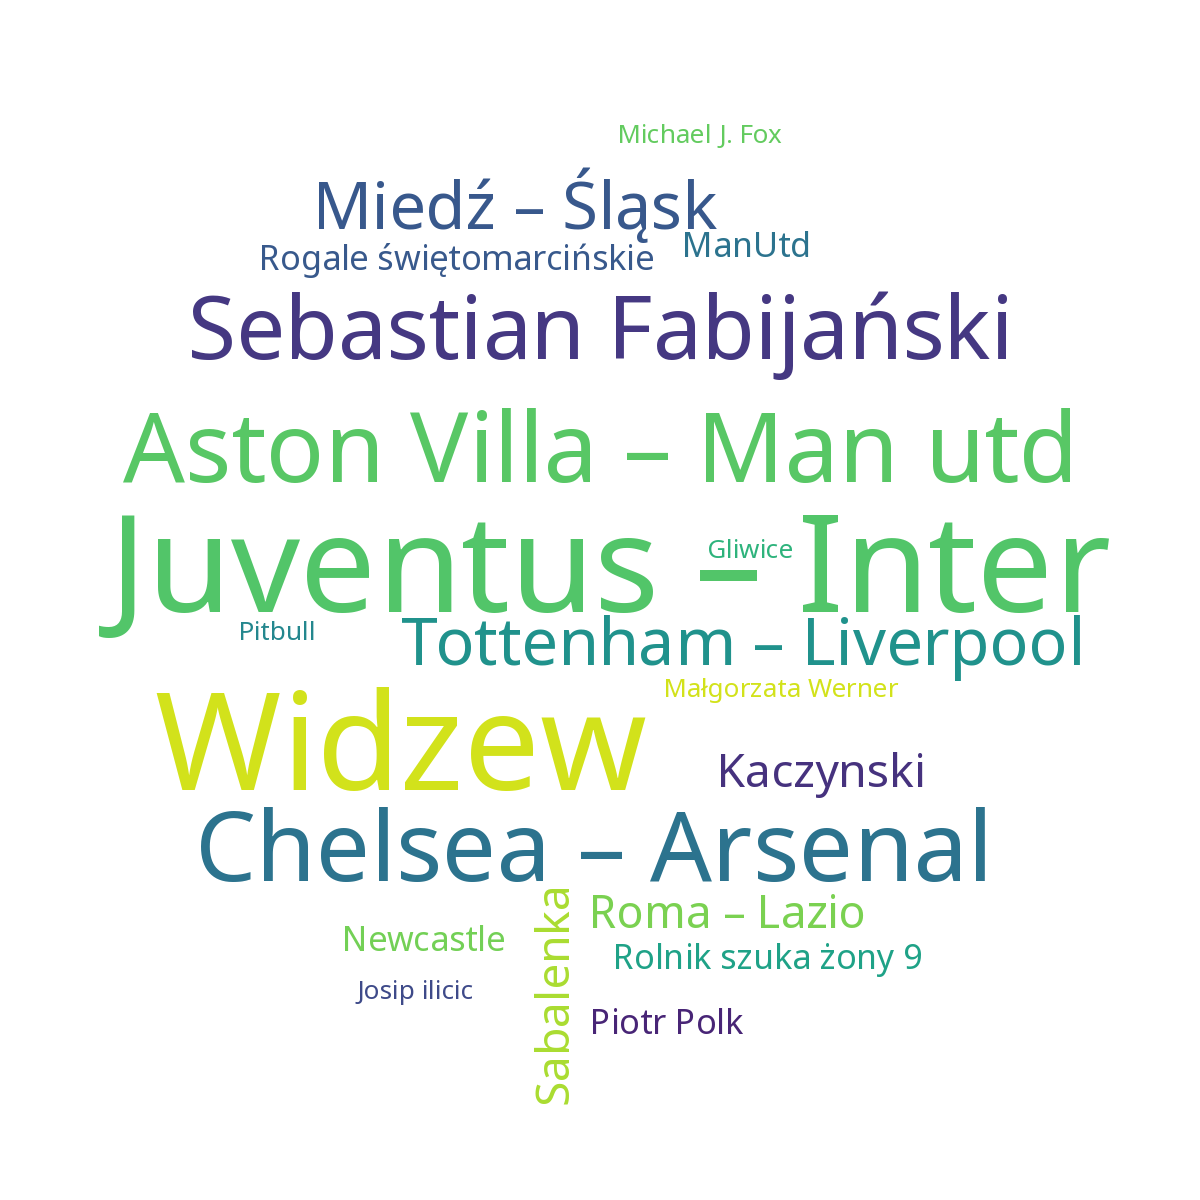 Michael J. Fox
Miedź – Śląsk
ManUtd
Rogale świętomarcińskie
Sebastian Fabijański
Aston Villa – Man utd
Juventus – Inter
Gliwice
Pitbull
Tottenham – Liverpool
Małgorzata Werner
Widzew
Kaczynski
Chelsea – Arsenal
Sabalenka
Roma – Lazio
Newcastle
Rolnik szuka żony 9
Josip ilicic
Piotr Polk